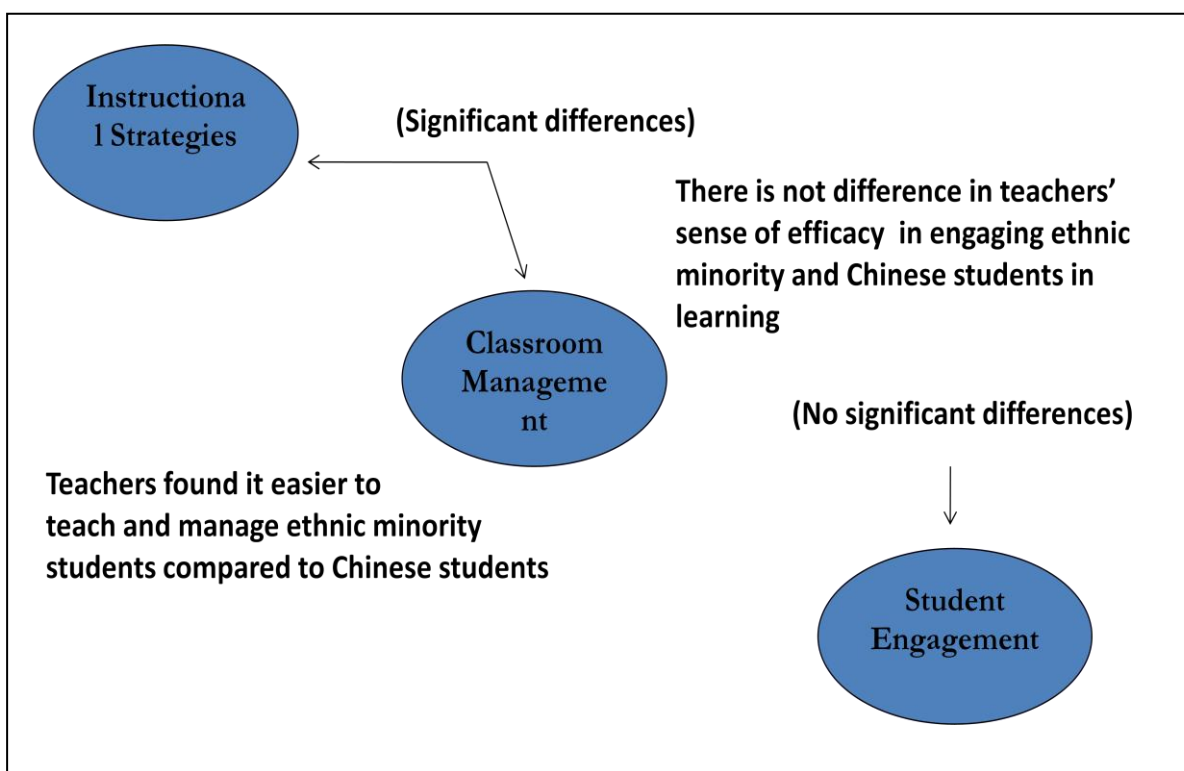 Instructiona
l Strategies
(Significant differences)
There is not difference in teachers’
sense of efficacy in engaging ethnic
minority and Chinese students in
learning
Classroom
Manageme
nt
(No significant differences)
Teachers found it easier to
teach and manage ethnic minority
students compared to Chinese students
Student
Engagement